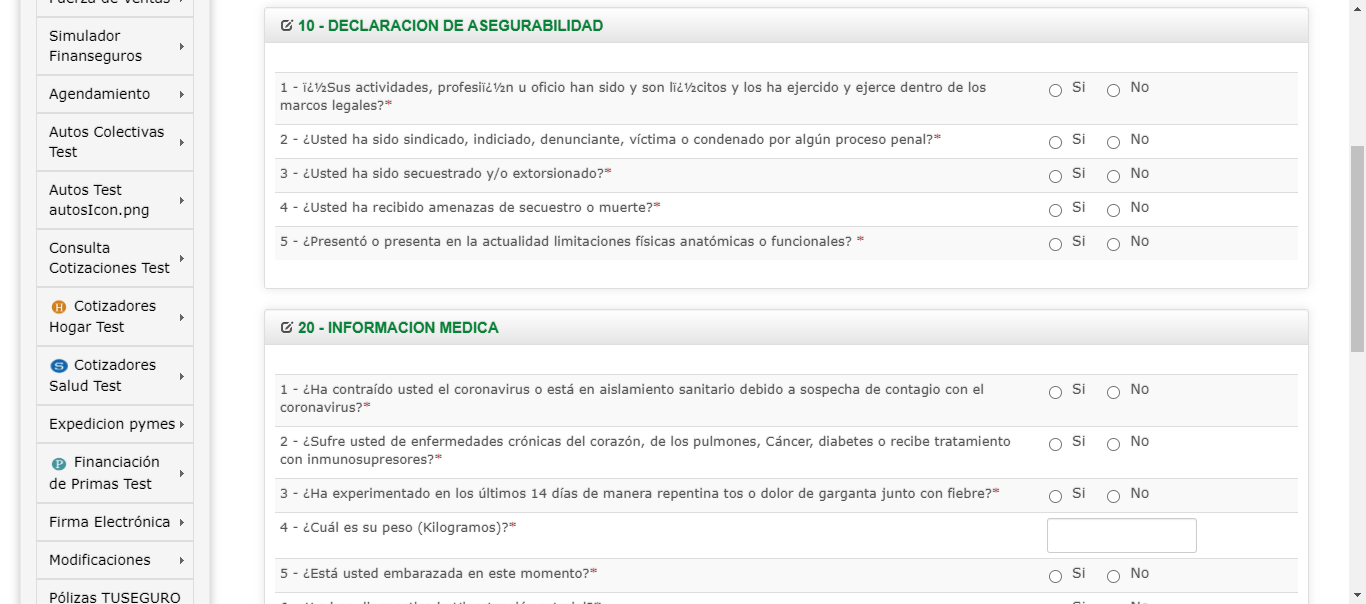 Fuerza de Ventas
Simulador
Finanseguros
Agendamiento
Autos Colectivas
Test
Autos Test
autosIcon.png
Consulta
Cotizaciones Test
H Cotizadores
Hogar Test
S Cotizadores
Salud Test
Expedicion pymes
P Financiación
de Primas Test
Firma Electrónica
Modificaciones
Pólizas TUSEGURO
10 - DECLARACION DE ASEGURABILIDAD
1 - ï¿½Sus actividades, profesiï¿½n u oficio han sido y son lï¿½citos y los ha ejercido y ejerce dentro de los
marcos legales?*
Si No
2 - ¿Usted ha sido sindicado, indiciado, denunciante, víctima o condenado por algún proceso penal?* Si No
3 - ¿Usted ha sido secuestrado y/o extorsionado?* Si No
4 - ¿Usted ha recibido amenazas de secuestro o muerte?* Si No
5 - ¿Presentó o presenta en la actualidad limitaciones físicas anatómicas o funcionales? * Si No
20 - INFORMACION MEDICA
1 - ¿Ha contraído usted el coronavirus o está en aislamiento sanitario debido a sospecha de contagio con el
coronavirus?*
Si No
2 - ¿Sufre usted de enfermedades crónicas del corazón, de los pulmones, Cáncer, diabetes o recibe tratamiento
con inmunosupresores?*
Si No
3 - ¿Ha experimentado en los últimos 14 días de manera repentina tos o dolor de garganta junto con fiebre?* Si No
4 - ¿Cuál es su peso (Kilogramos)?*
5 - ¿Está usted embarazada en este momento?* Si No